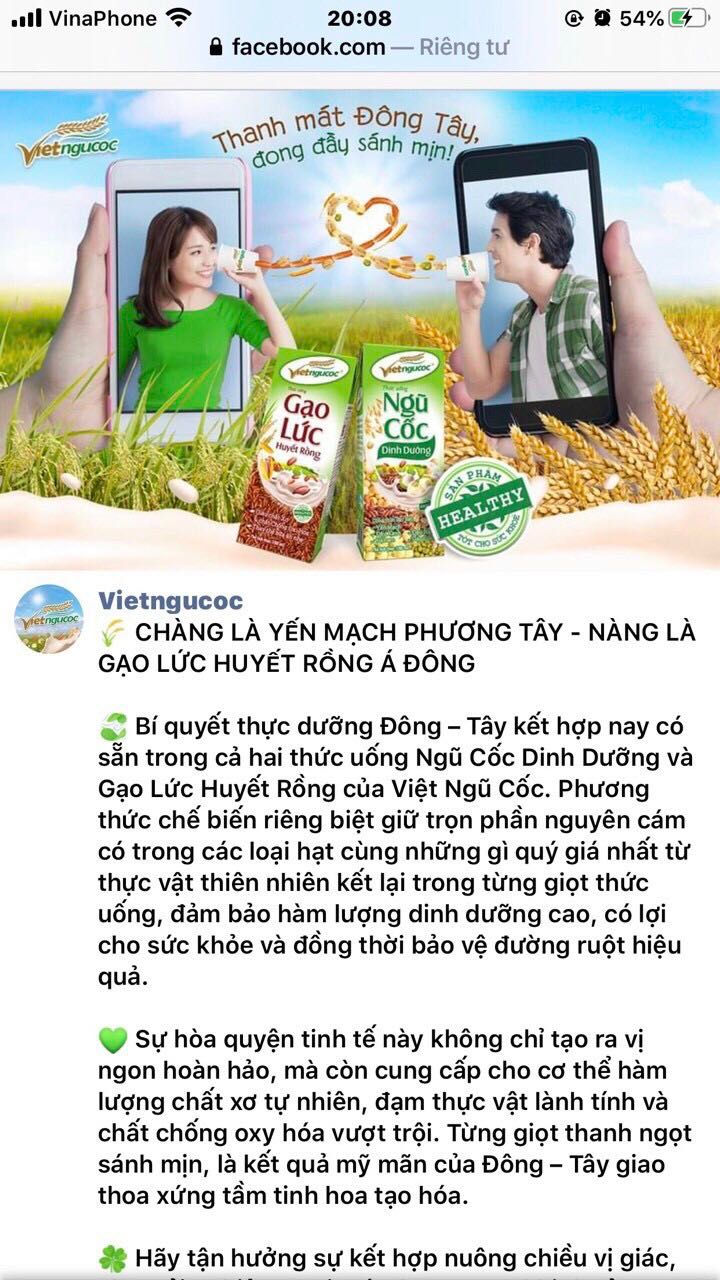 VinaPhone 20:08 54%
facebook.com — Riêng tư
Vietngucoc
Thanh mát Đông Tây,
đong đầy sánh mịn!
Vietngucoc
Thức uống
Gạo
Lức
Huyết Rồng
Vietngucoc
Thức uống
Ngũ
Cốc
Dinh Dưỡng
SẢN PHẨM
HEALTHY
TỐT CHO SỨC KHỎE
Vietngucoc
Vietngucoc
🌾 CHÀNG LÀ YẾN MẠCH PHƯƠNG TÂY - NÀNG LÀ
GẠO LỨC HUYẾT RỒNG Á ĐÔNG
Bí quyết thực dưỡng Đông – Tây kết hợp nay có
sẵn trong cả hai thức uống Ngũ Cốc Dinh Dưỡng và
Gạo Lức Huyết Rồng của Việt Ngũ Cốc. Phương
thức chế biến riêng biệt giữ trọn phần nguyên cám
có trong các loại hạt cùng những gì quý giá nhất từ
thực vật thiên nhiên kết lại trong từng giọt thức
uống, đảm bảo hàm lượng dinh dưỡng cao, có lợi
cho sức khỏe và đồng thời bảo vệ đường ruột hiệu
quả.
💚 Sự hòa quyện tinh tế này không chỉ tạo ra vị
ngon hoàn hảo, mà còn cung cấp cho cơ thể hàm
lượng chất xơ tự nhiên, đạm thực vật lành tính và
chất chống oxy hóa vượt trội. Từng giọt thanh ngọt
sánh mịn, là kết quả mỹ mãn của Đông – Tây giao
thoa xứng tầm tinh hoa tạo hóa.
🍀 Hãy tận hưởng sự kết hợp nuông chiều vị giác,